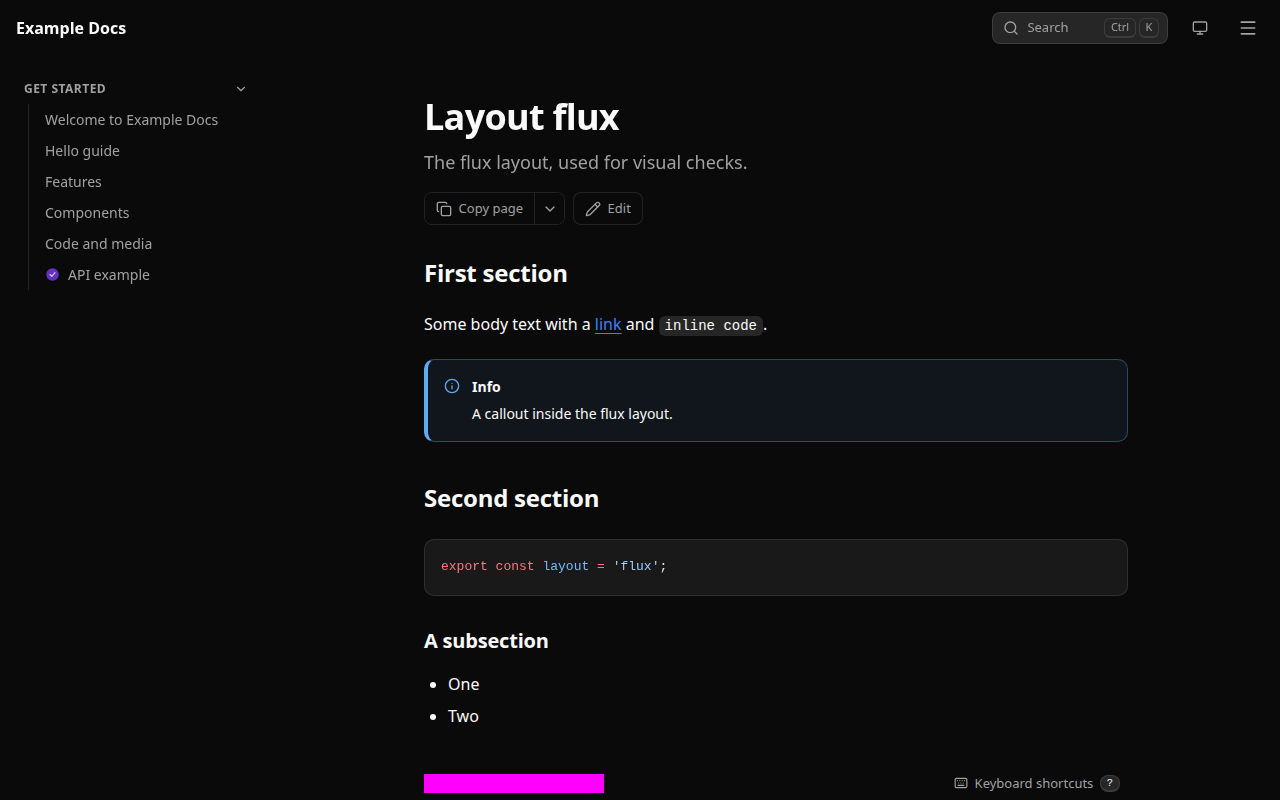 Example Docs
Search Ctrl K
GET STARTED
Welcome to Example Docs
Hello guide
Features
Components
Code and media
API example
Layout flux
The flux layout, used for visual checks.
Copy page Edit
First section
Some body text with a link and inline code.
Info
A callout inside the flux layout.
Second section
export const layout = 'flux';
A subsection
One
Two
Keyboard shortcuts ?